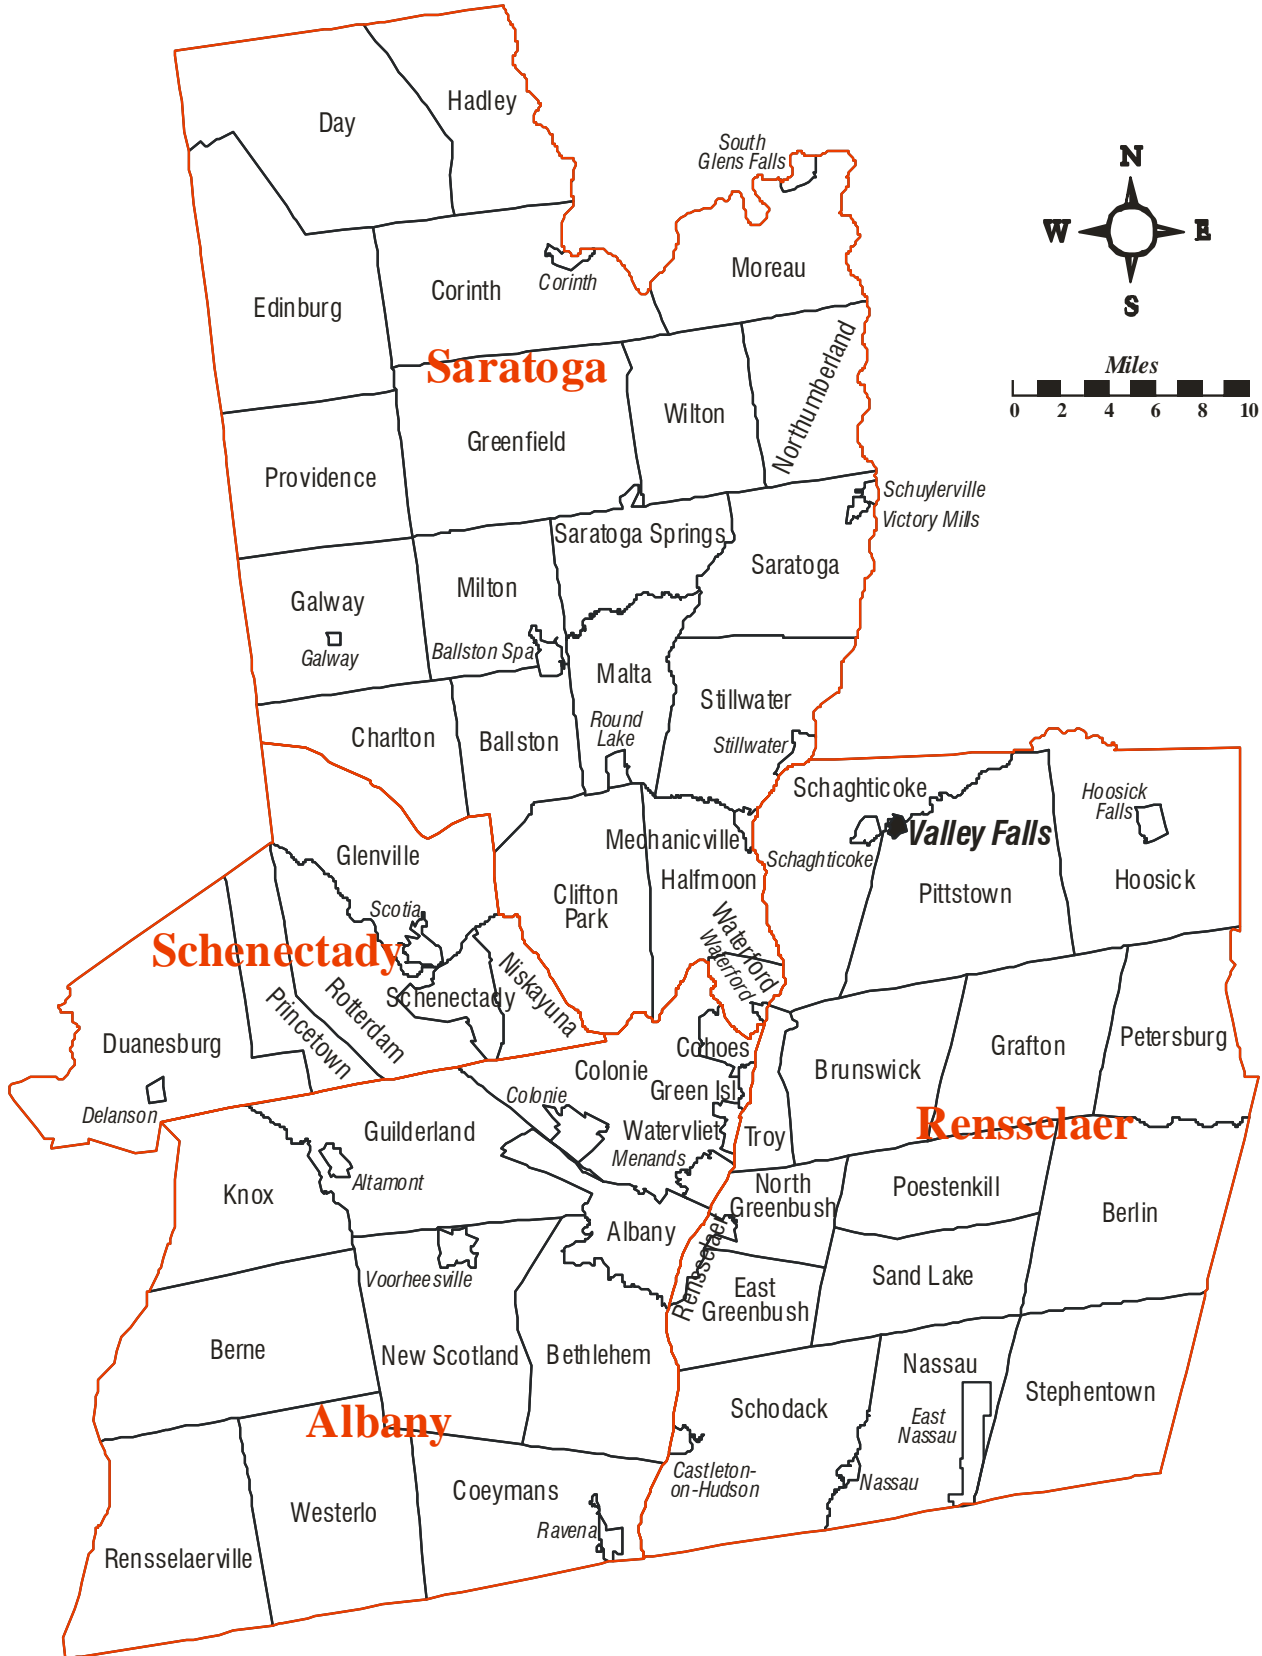 Hadley
Day
South
Glens Falls
N
W
E
S
Moreau
Corinth
Corinth
Edinburg
Northumberland
Miles
0 2 4 6 8 10
Saratoga
Wilton
Greenfield
Providence
Schuylerville
Victory Mills
Saratoga Springs
Saratoga
Milton
Galway
Galway
Ballston Spa
Malta
Stillwater
Round
Lake
Stillwater
Charlton
Ballston
Schaghticoke
Hoosick
Falls
Valley Falls
Mechanicville
Schaghticoke
Glenville
Halfmoon
Hoosick
Pittstown
Clifton
Park
Scotia
Waterford
Waterford
Schenectady
Niskayuna
Schenectady
Rotterdam
Princetown
Duanesburg
Delanson
Cohoes
Colonie
Green Isl.
Colonie
Brunswick
Grafton
Petersburg
Rensselaer
Guilderland
Watervliet
Troy
Menands
Altamont
Knox
North
Greenbush
Poestenkill
Berlin
Albany
Rensselaer
Voorheesville
Sand Lake
East
Greenbush
Berne
New Scotland
Bethlehem
Nassau
Stephentown
Schodack
East
Nassau
Albany
Castleton-
on-Hudson
Nassau
Coeymans
Ravena
Westerlo
Rensselaerville